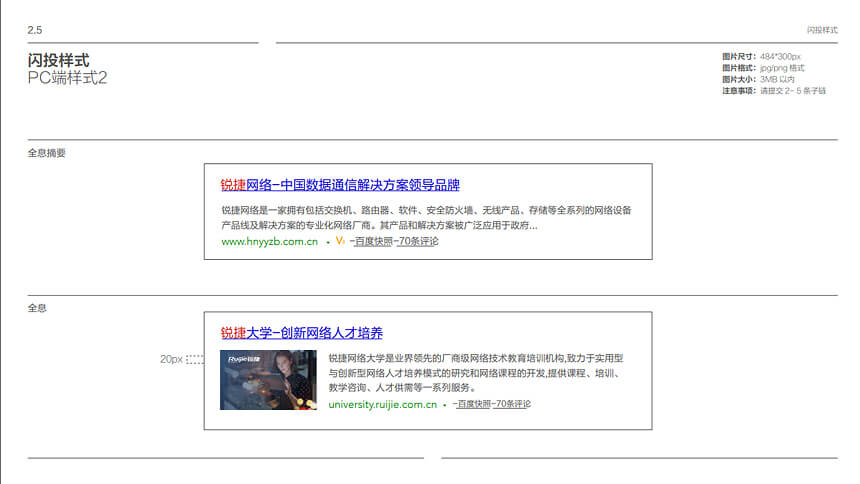 2.5
闪投样式
闪投样式
PC端样式2
图片尺寸：484*300px
图片格式：jpg/png 格式
图片大小：3MB 以内
注意事项：请提交 2- 5 条子链
全息摘要
锐捷网络-中国数据通信解决方案领导品牌
锐捷网络是一家拥有包括交换机、路由器、软件、安全防火墙、无线产品、存储等全系列的网络设备
产品线及解决方案的专业化网络厂商。其产品和解决方案被广泛应用于政府...
www.hnyyzb.com.cn • V₃ -百度快照-70条评论
全息
锐捷大学-创新网络人才培养
20px
Ruijie锐捷
锐捷网络大学是业界领先的厂商级网络技术教育培训机构,致力于实用型
与创新型网络人才培养模式的研究和网络课程的开发,提供课程、培训、
教学咨询、人才供需等一系列服务。
university.ruijie.com.cn • -百度快照-70条评论